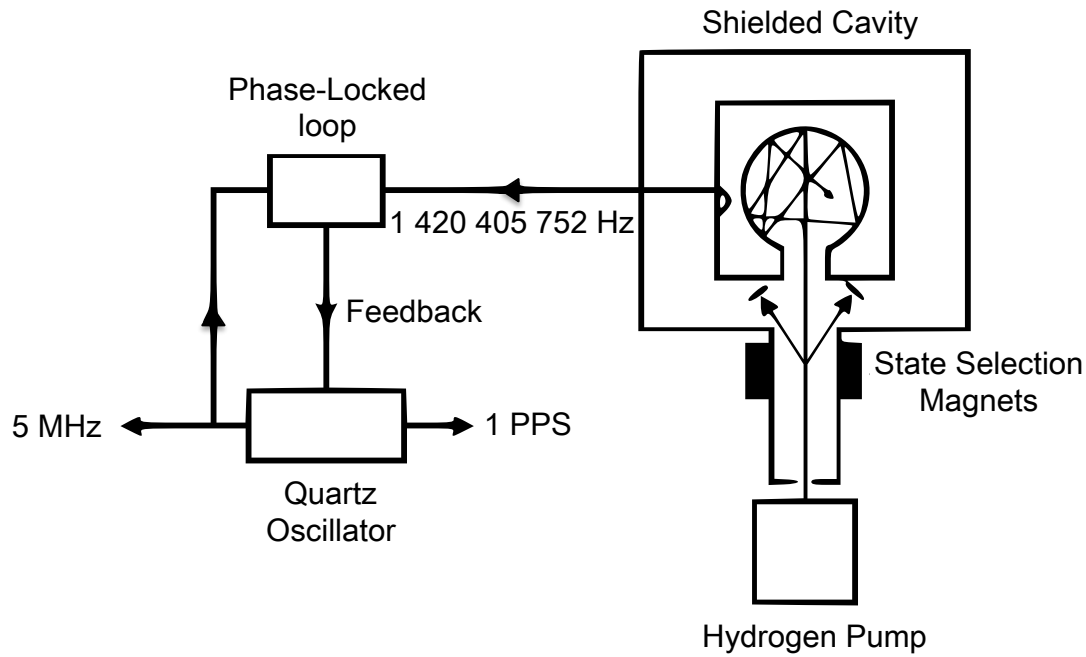 Shielded Cavity
Phase-Locked
loop
1 420 405 752 Hz
Feedback
State Selection
Magnets
5 MHz
1 PPS
Quartz
Oscillator
Hydrogen Pump